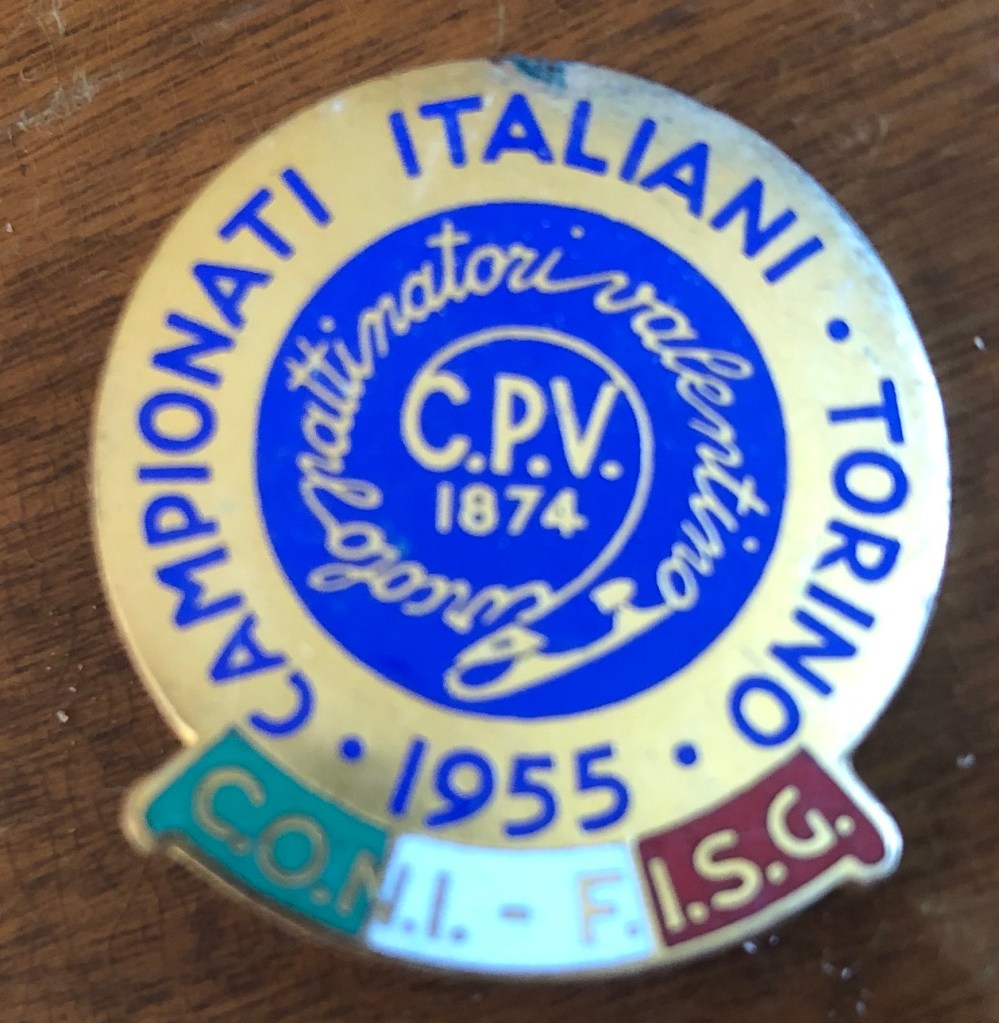 CAMPIONATI ITALIANI · TORINO · 1955 ·
Circolo pattinatori valentino
C.P.V.
1874
C.O.N.I. - F.I.S.G.